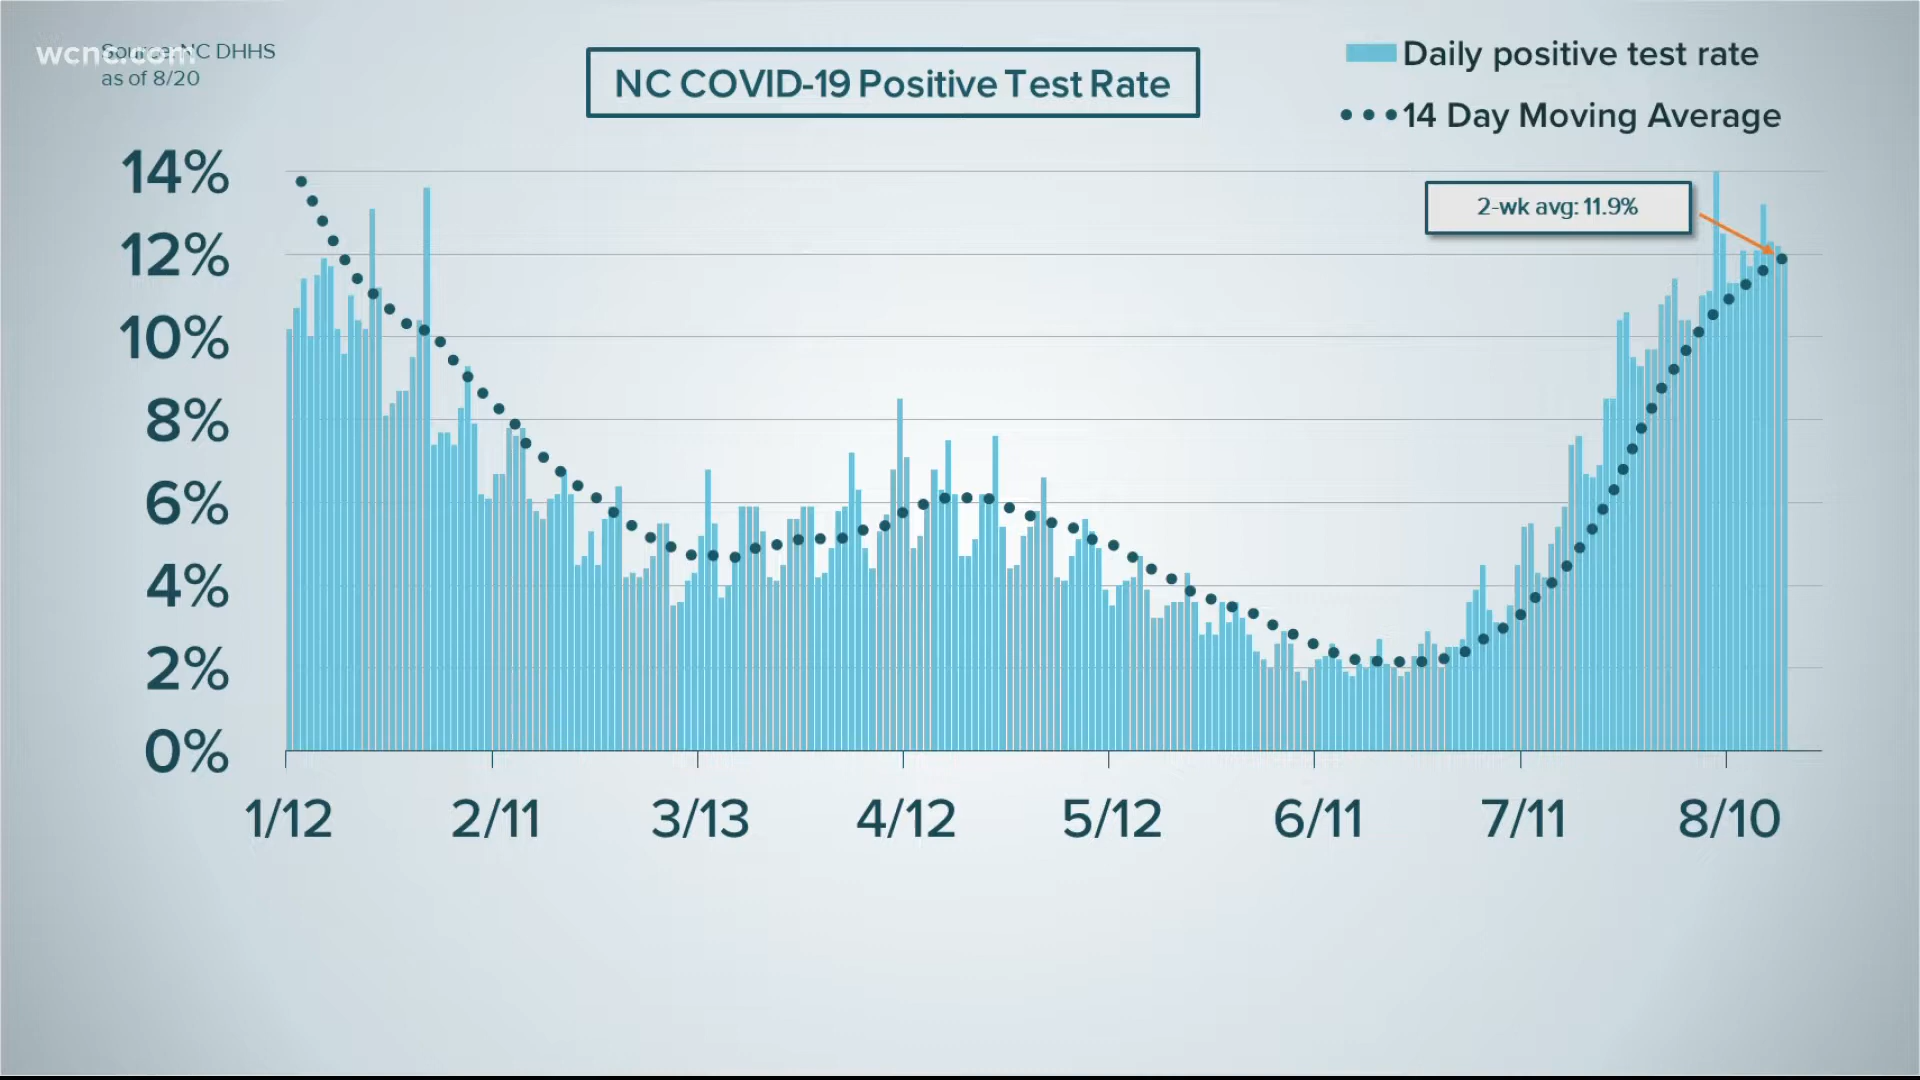 wcnc.com
Source: NC DHHS
as of 8/20
NC COVID-19 Positive Test Rate
Daily positive test rate
14 Day Moving Average
2-wk avg: 11.9%
14%
12%
10%
8%
6%
4%
2%
0%
1/12 2/11 3/13 4/12 5/12 6/11 7/11 8/10